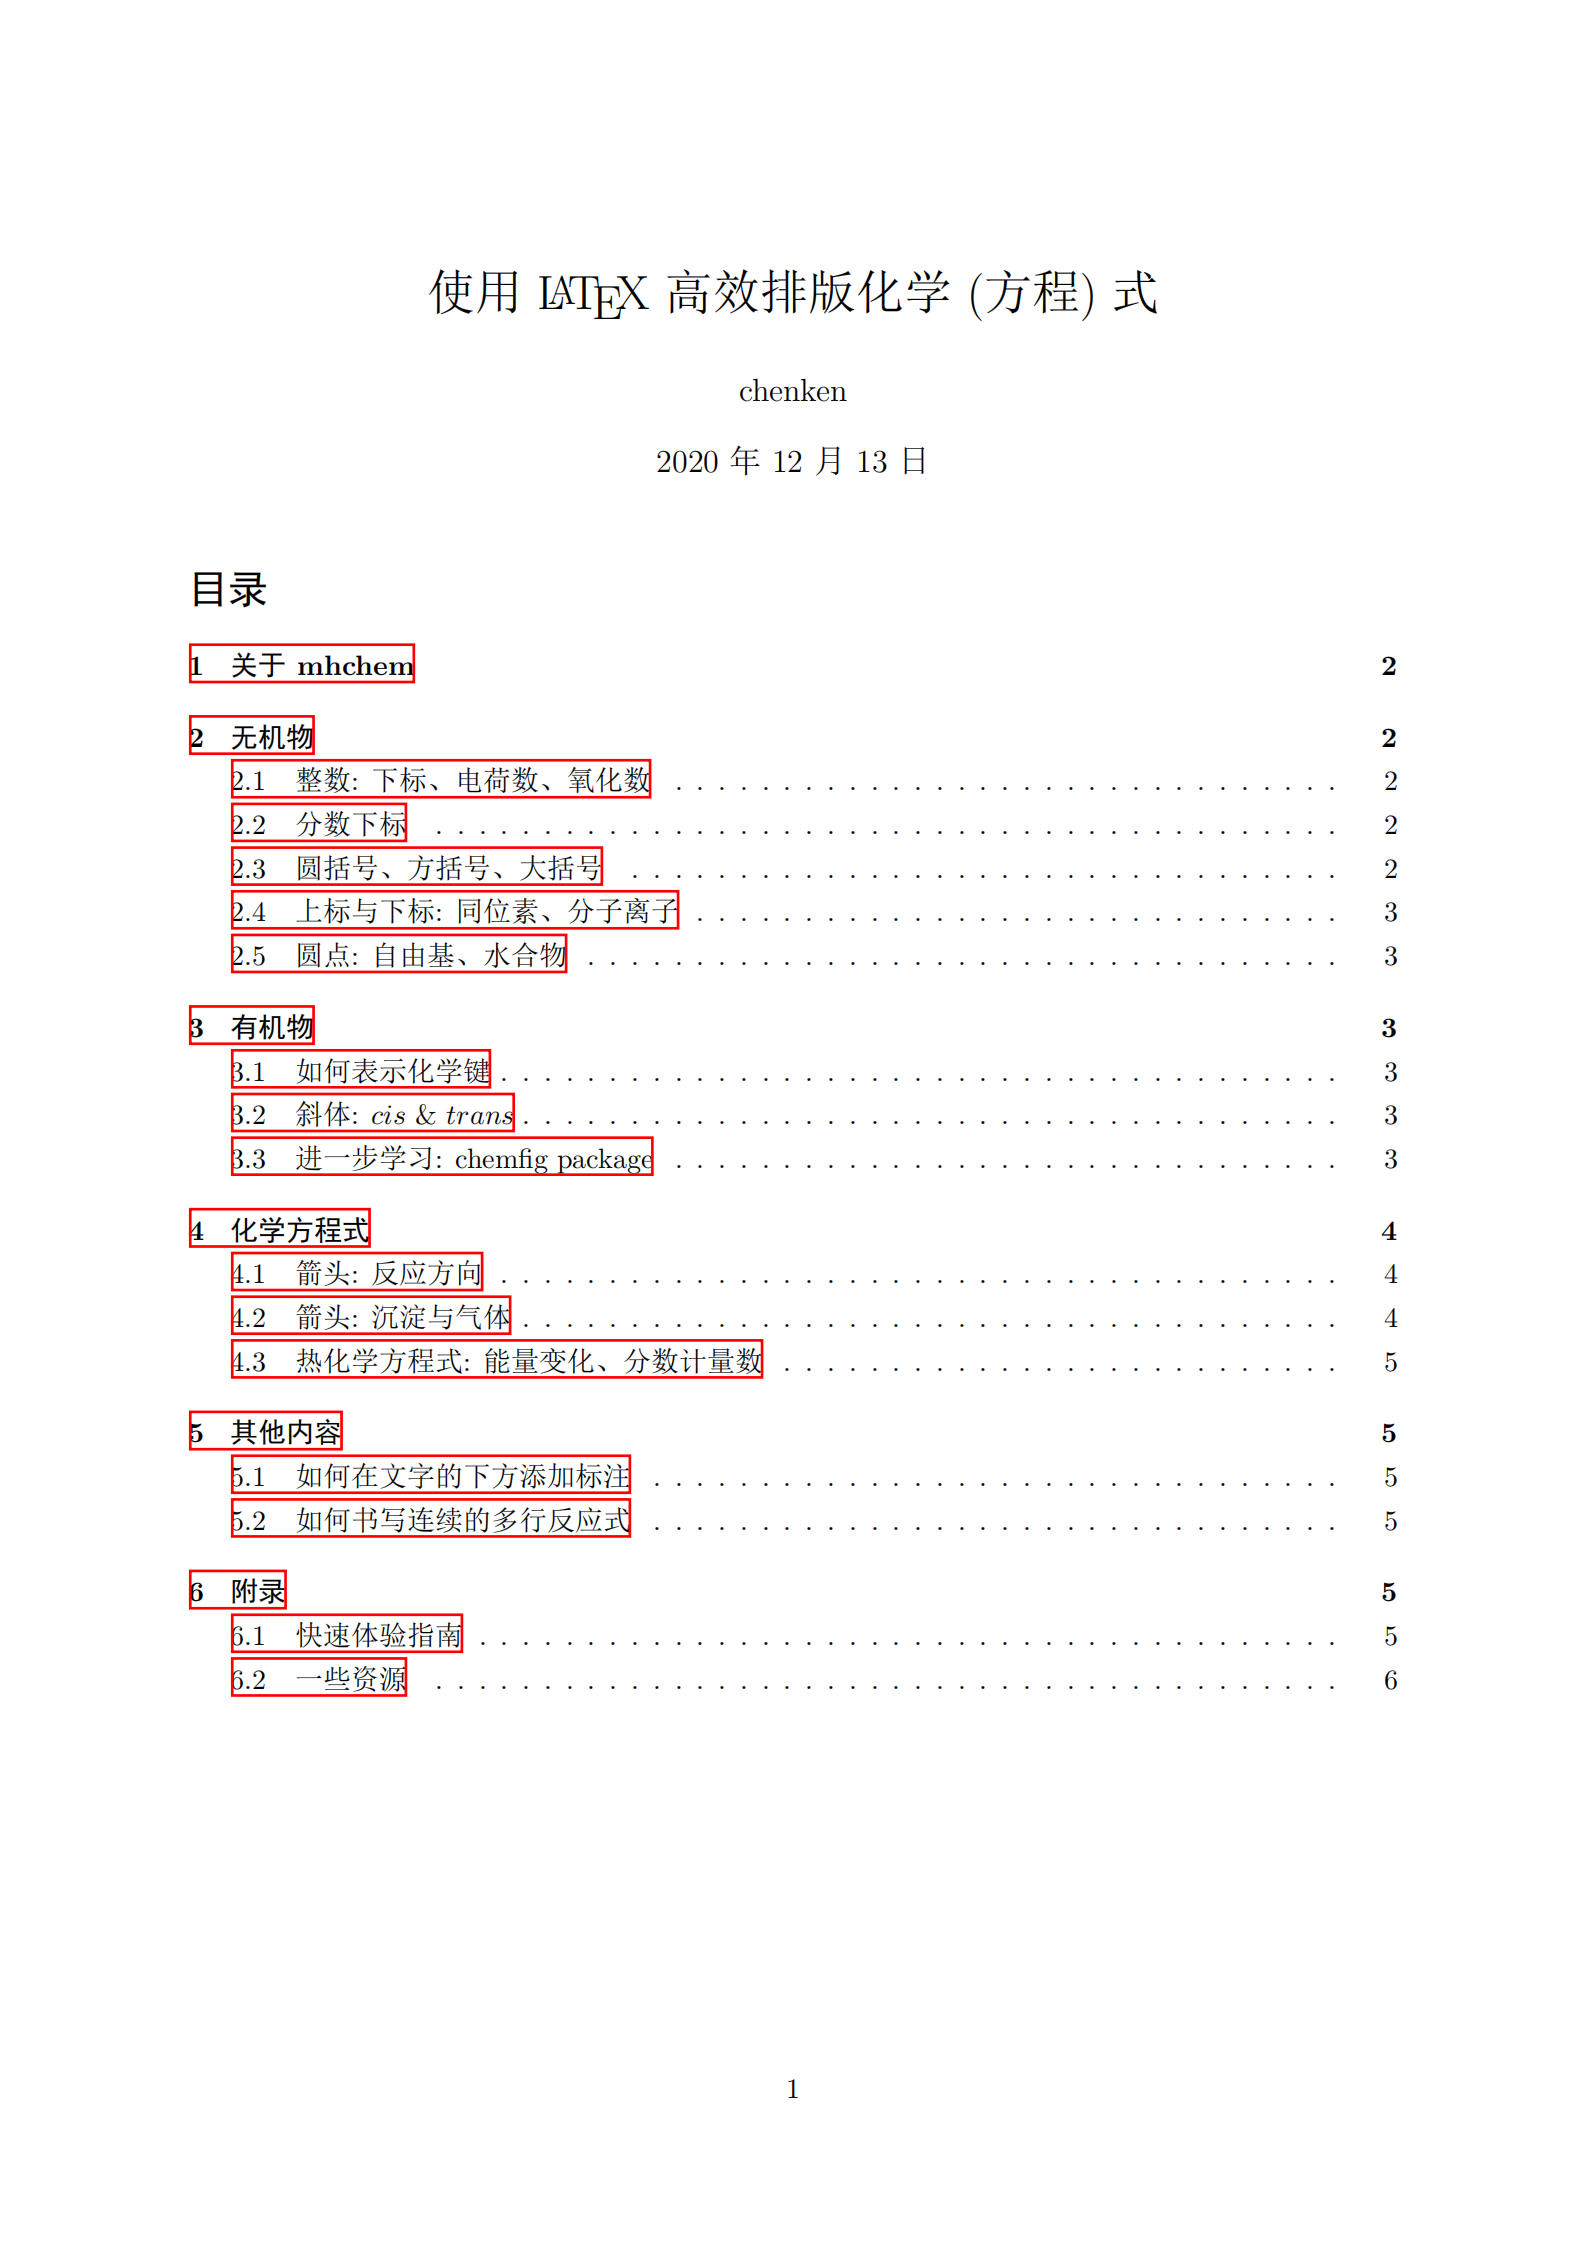 使用 LATEX 高效排版化学 (方程) 式
chenken
2020 年 12 月 13 日
目录
1 关于 mhchem 2
2 无机物 2
2.1 整数: 下标、电荷数、氧化数 . . . . . . . . . . . . . . . . . . . . . . . . . . . . . . . 2
2.2 分数下标 . . . . . . . . . . . . . . . . . . . . . . . . . . . . . . . . . . . . . . . . . . 2
2.3 圆括号、方括号、大括号 . . . . . . . . . . . . . . . . . . . . . . . . . . . . . . . . . 2
2.4 上标与下标: 同位素、分子离子 . . . . . . . . . . . . . . . . . . . . . . . . . . . . . . 3
2.5 圆点: 自由基、水合物 . . . . . . . . . . . . . . . . . . . . . . . . . . . . . . . . . . . 3
3 有机物 3
3.1 如何表示化学键 . . . . . . . . . . . . . . . . . . . . . . . . . . . . . . . . . . . . . . . 3
3.2 斜体: cis & trans . . . . . . . . . . . . . . . . . . . . . . . . . . . . . . . . . . . . . . 3
3.3 进一步学习: chemfig package . . . . . . . . . . . . . . . . . . . . . . . . . . . . . . . 3
4 化学方程式 4
4.1 箭头: 反应方向 . . . . . . . . . . . . . . . . . . . . . . . . . . . . . . . . . . . . . . . 4
4.2 箭头: 沉淀与气体 . . . . . . . . . . . . . . . . . . . . . . . . . . . . . . . . . . . . . . 4
4.3 热化学方程式: 能量变化、分数计量数 . . . . . . . . . . . . . . . . . . . . . . . . . . 5
5 其他内容 5
5.1 如何在文字的下方添加标注 . . . . . . . . . . . . . . . . . . . . . . . . . . . . . . . . 5
5.2 如何书写连续的多行反应式 . . . . . . . . . . . . . . . . . . . . . . . . . . . . . . . . 5
6 附录 5
6.1 快速体验指南 . . . . . . . . . . . . . . . . . . . . . . . . . . . . . . . . . . . . . . . . 5
6.2 一些资源 . . . . . . . . . . . . . . . . . . . . . . . . . . . . . . . . . . . . . . . . . . 6
1